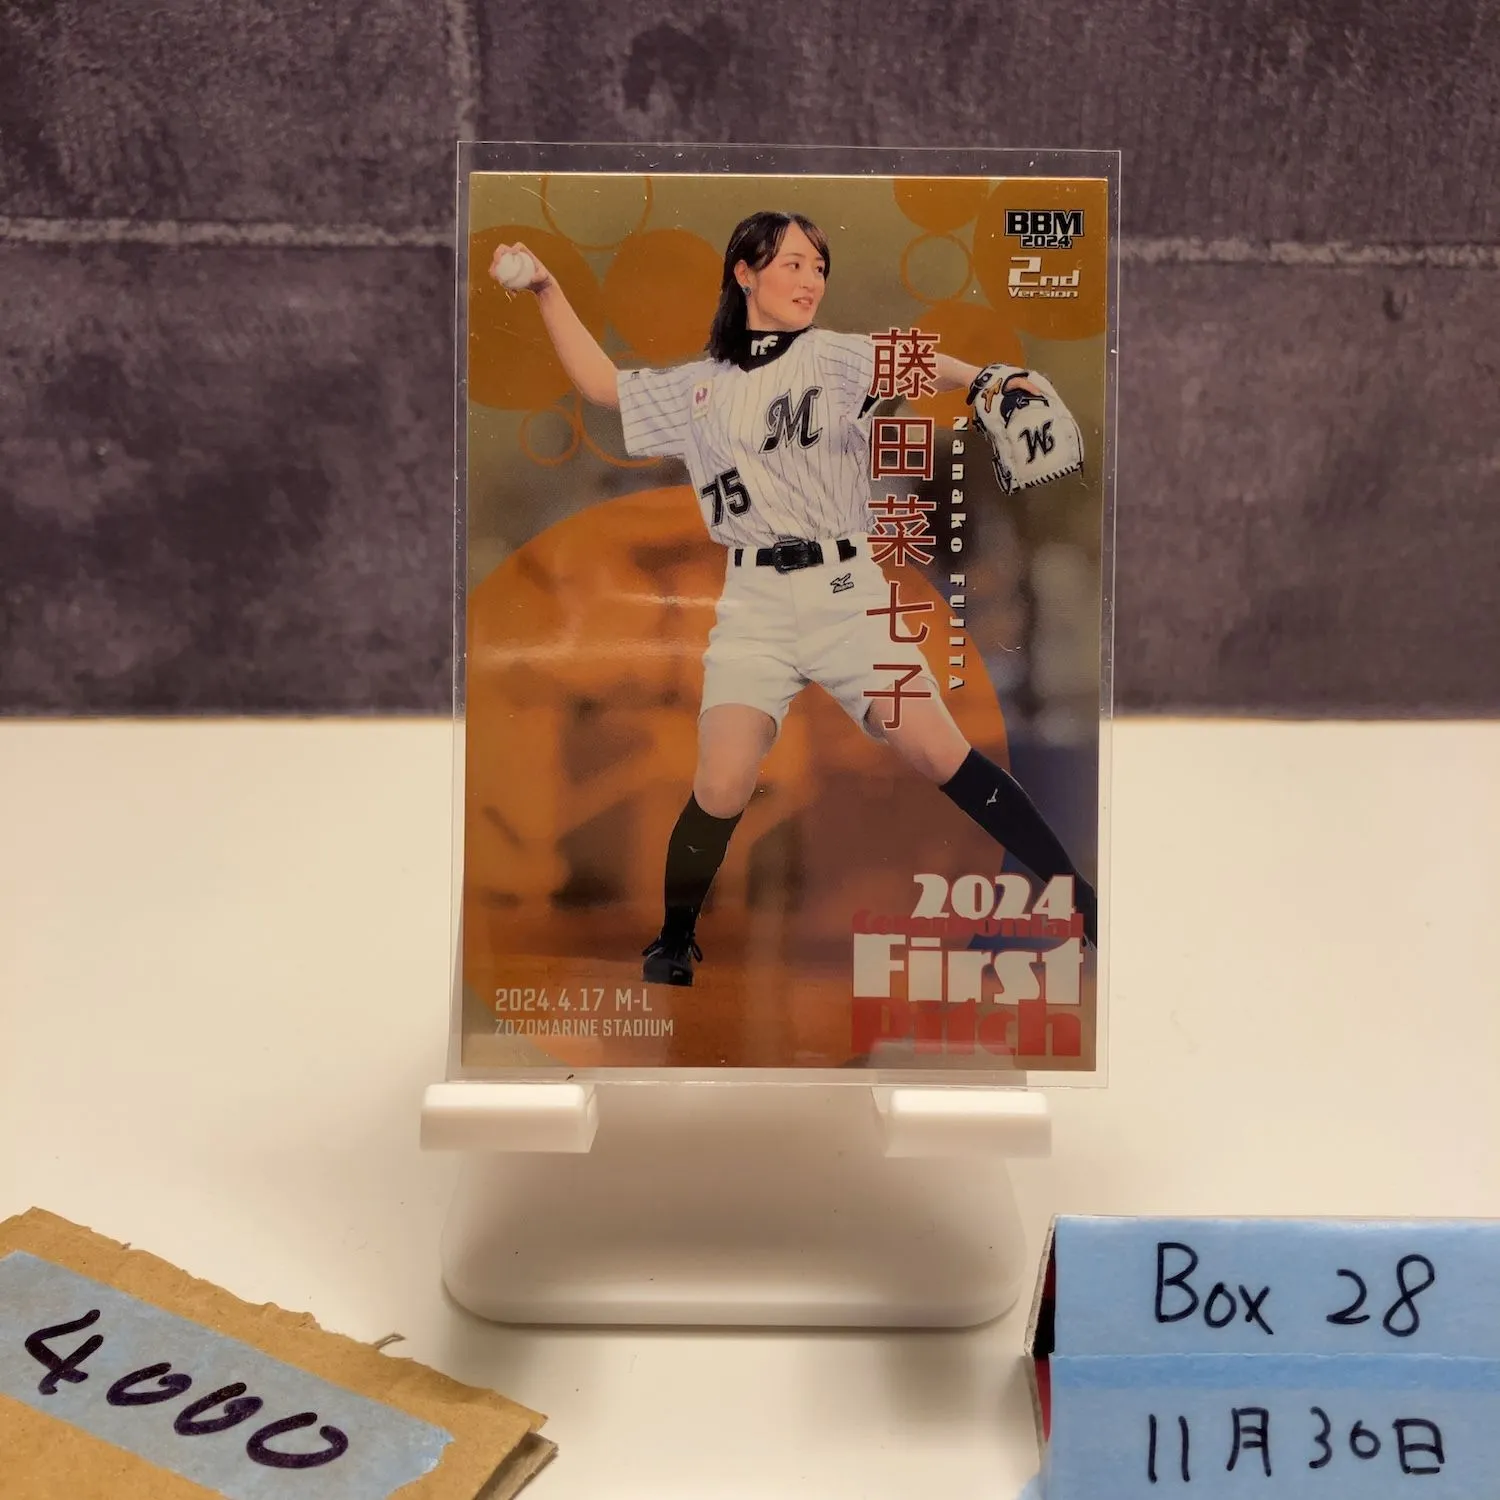 BBM
2024
2nd
Version
M
75
藤田菜七子
Nanako FUJITA
M
2024
Ceremonial
First
Pitch
2024.4.17 M-L
ZOZOMARINE STADIUM
4000
Box 28
11月30日